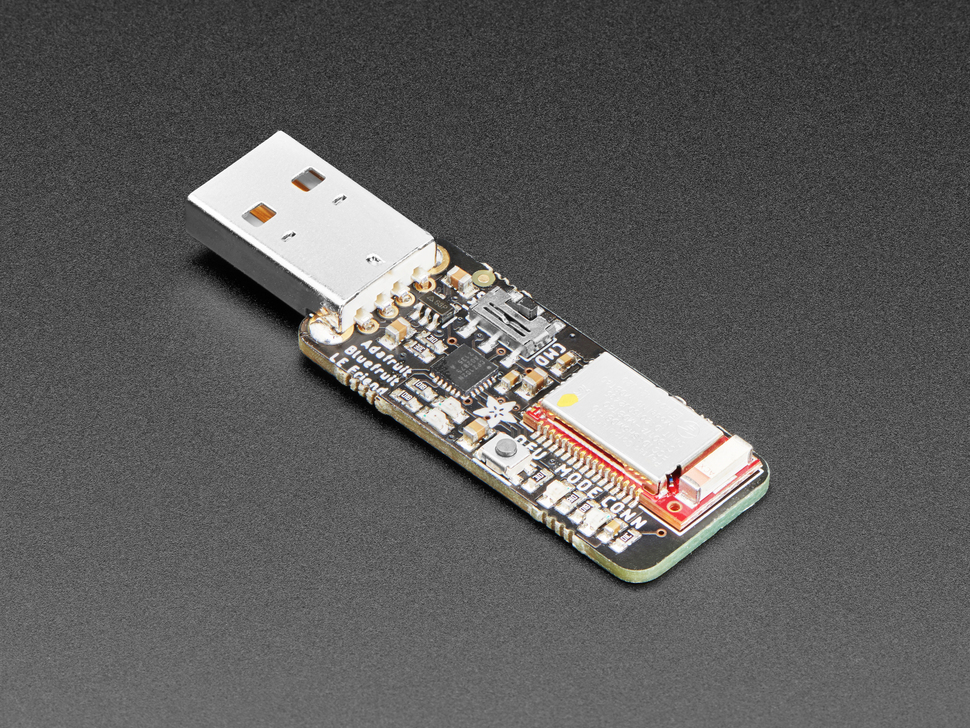 Adafruit
Bluefruit
LE Friend
CMD
DFU
MODE
CONN